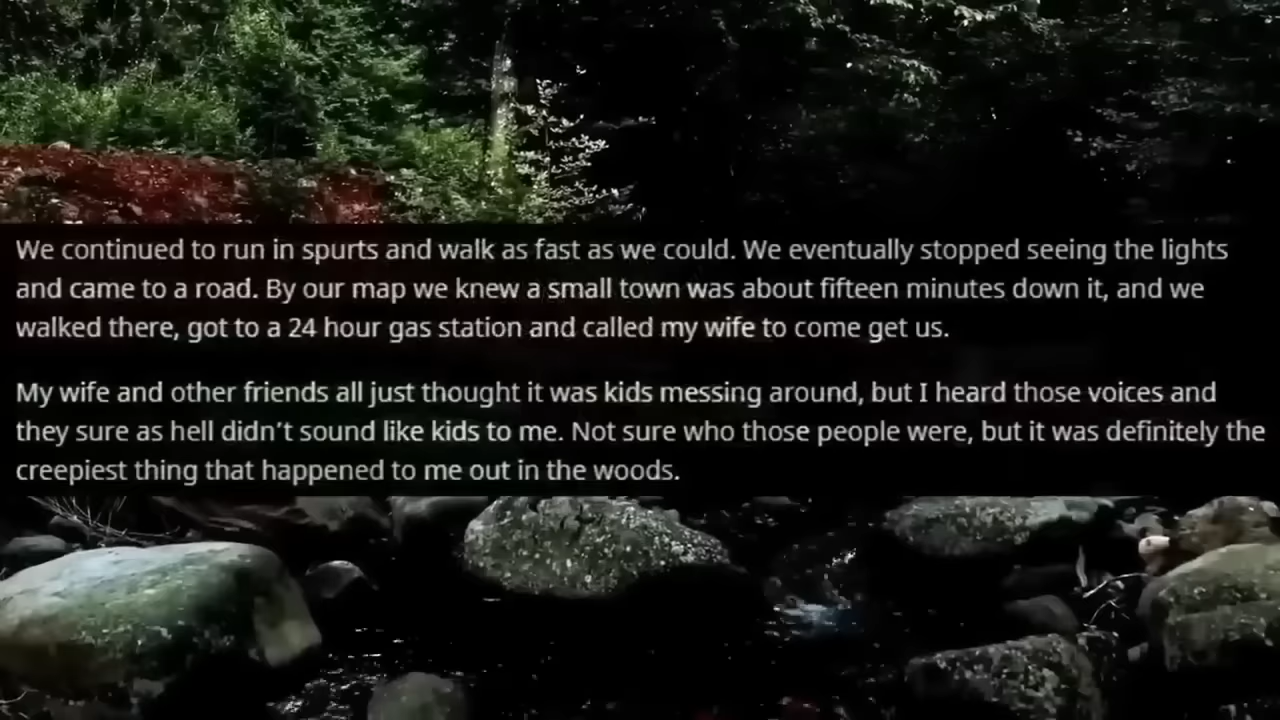 We continued to run in spurts and walk as fast as we could. We eventually stopped seeing the lights
and came to a road. By our map we knew a small town was about fifteen minutes down it, and we
walked there, got to a 24 hour gas station and called my wife to come get us.
My wife and other friends all just thought it was kids messing around, but I heard those voices and
they sure as hell didn't sound like kids to me. Not sure who those people were, but it was definitely the
creepiest thing that happened to me out in the woods.